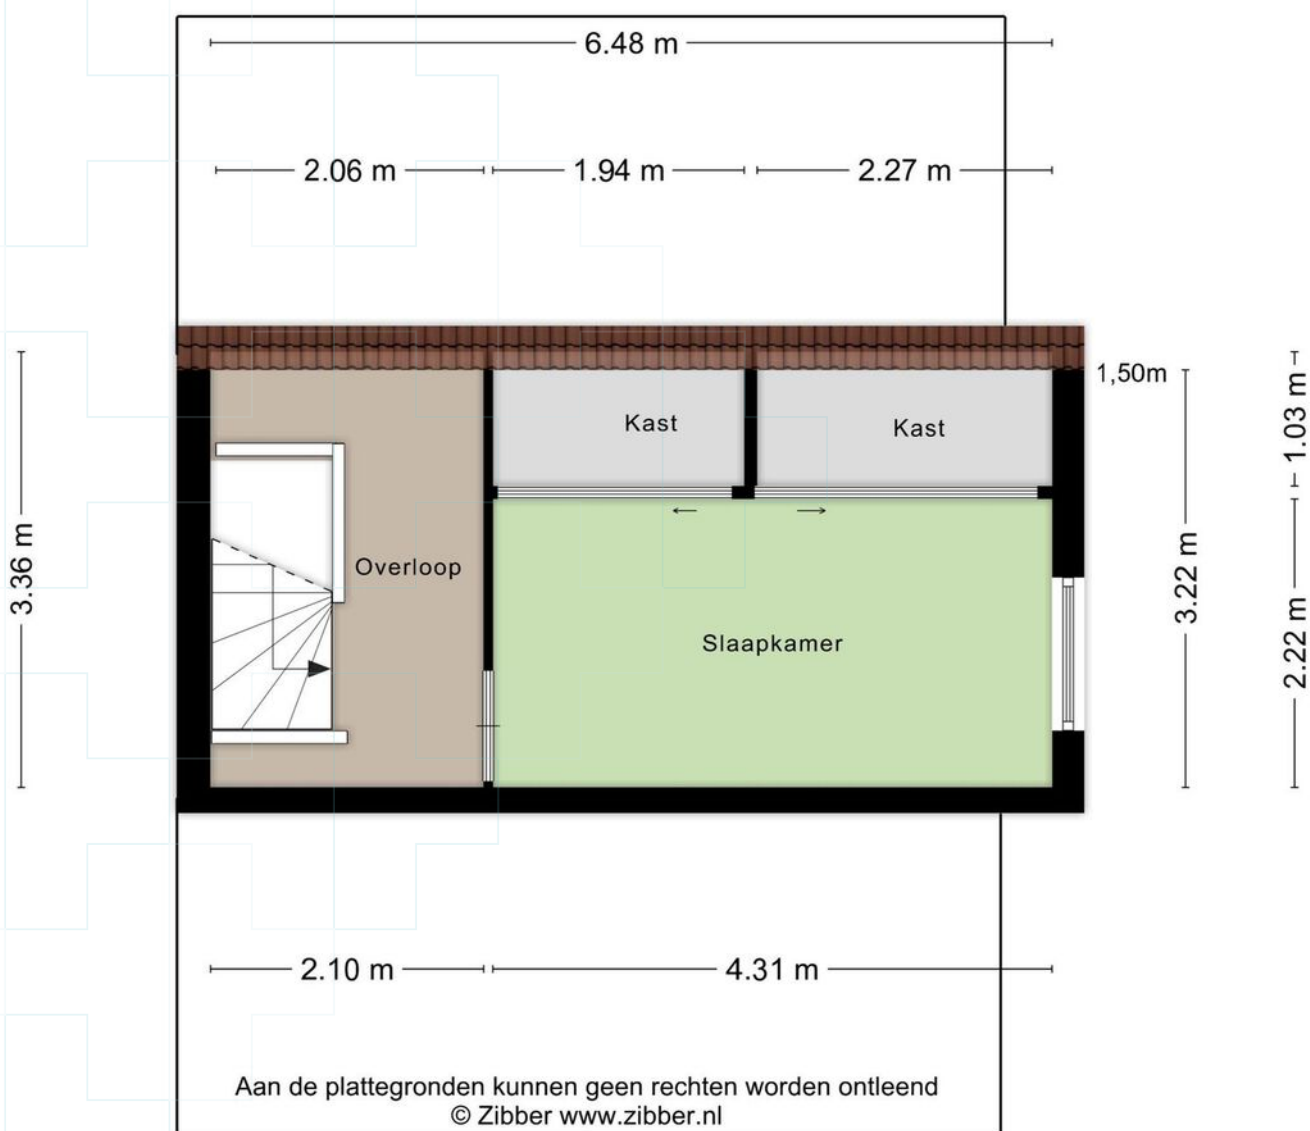 6.48 m
2.06 m
1.94 m
2.27 m
1,50m
Kast
Kast
1.03 m
3.36 m
Overloop
3.22 m
Slaapkamer
2.22 m
2.10 m
4.31 m
Aan de plattegronden kunnen geen rechten worden ontleend
© Zibber www.zibber.nl